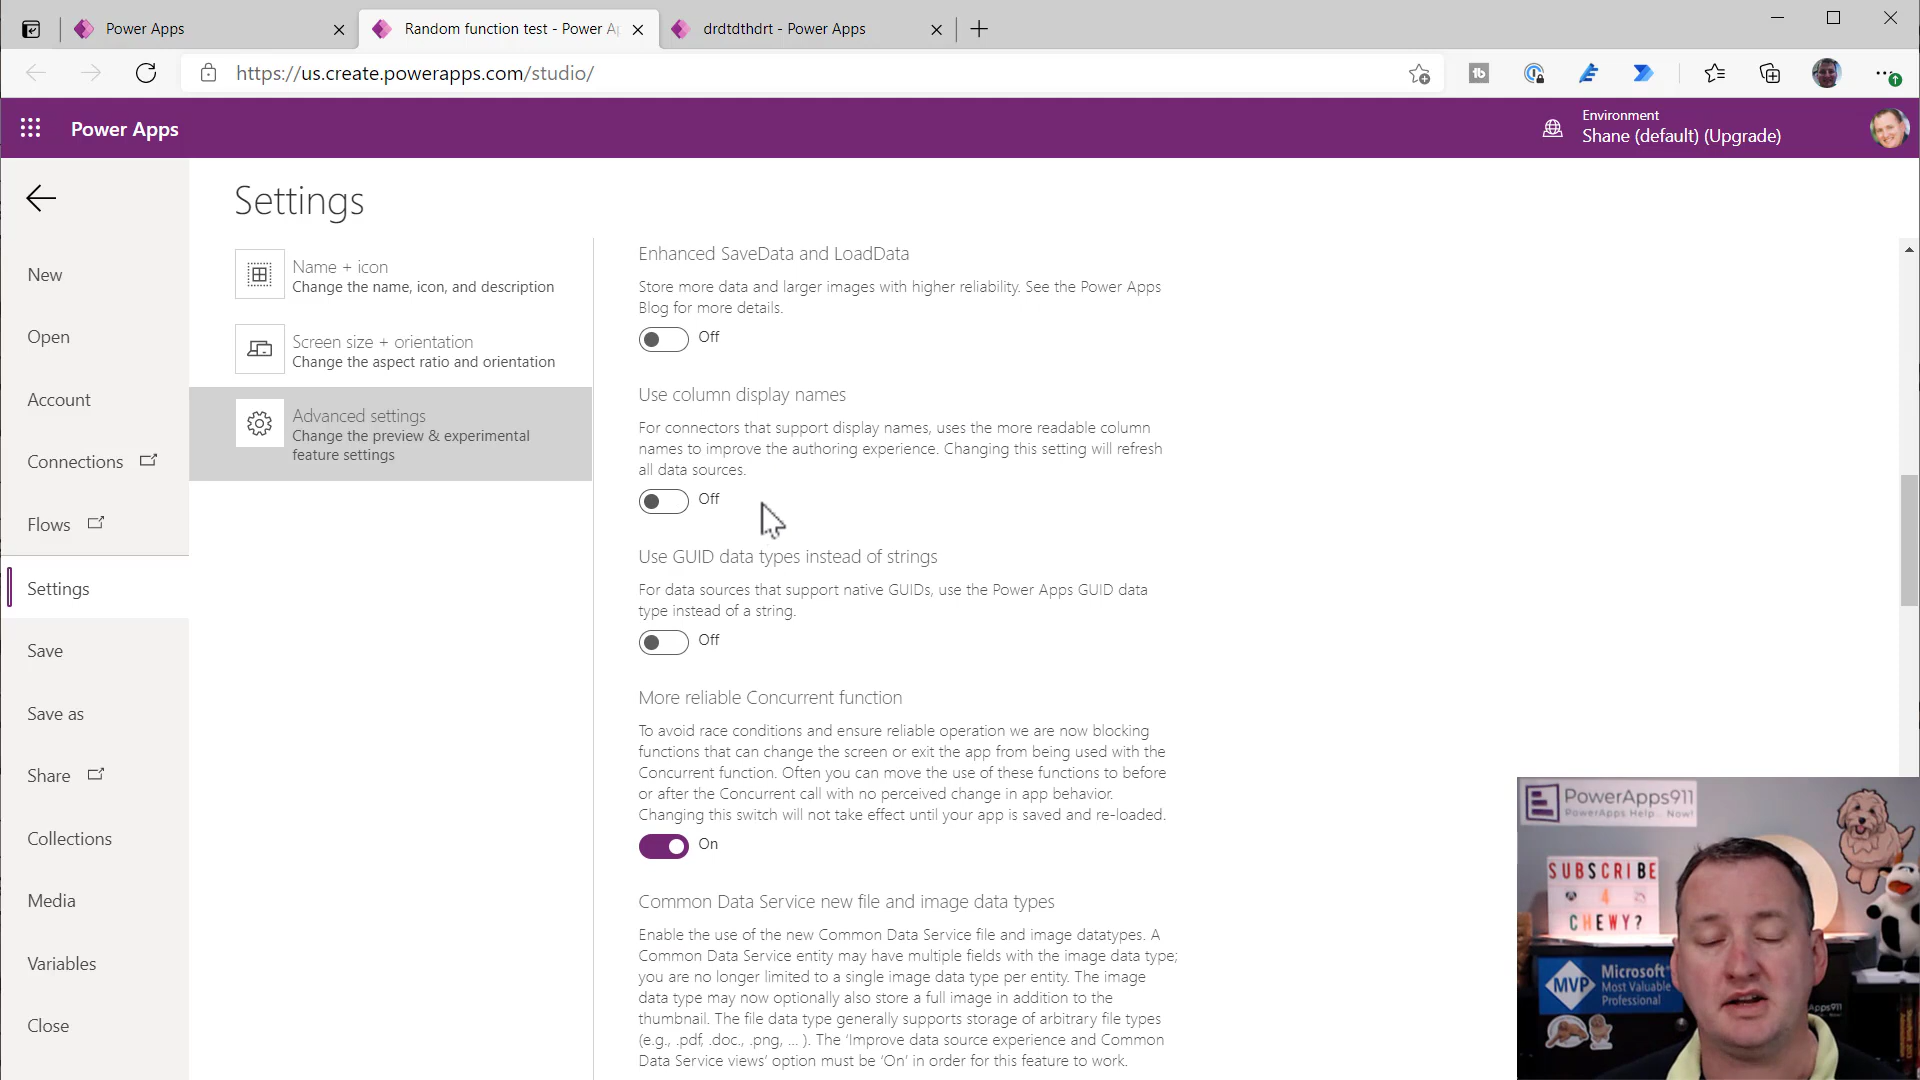 Power Apps
Random function test - Power A
drdtdthdrt - Power Apps
https://us.create.powerapps.com/studio/
Power Apps
Environment
Shane (default) (Upgrade)
Settings
New
Open
Account
Connections
Flows
Settings
Save
Save as
Share
Collections
Media
Variables
Close
Name + icon
Change the name, icon, and description
Screen size + orientation
Change the aspect ratio and orientation
Advanced settings
Change the preview & experimental
feature settings
Enhanced SaveData and LoadData
Store more data and larger images with higher reliability. See the Power Apps
Blog for more details.
Off
Use column display names
For connectors that support display names, uses the more readable column
names to improve the authoring experience. Changing this setting will refresh
all data sources.
Off
Use GUID data types instead of strings
For data sources that support native GUIDs, use the Power Apps GUID data
type instead of a string.
Off
More reliable Concurrent function
To avoid race conditions and ensure reliable operation we are now blocking
functions that can change the screen or exit the app from being used with the
Concurrent function. Often you can move the use of these functions to before
or after the Concurrent call with no perceived change in app behavior.
Changing this switch will not take effect until your app is saved and re-loaded.
On
Common Data Service new file and image data types
Enable the use of the new Common Data Service file and image datatypes. A
Common Data Service entity may have multiple fields with the image data type;
you are no longer limited to a single image data type per entity. The image
data type may now optionally also store a full image in addition to the
thumbnail. The file data type generally supports storage of arbitrary file types
(e.g., .pdf, .doc., .png, ... ). The 'Improve data source experience and Common
Data Service views' option must be 'On' in order for this feature to work.
PowerApps911
PowerApps Help... Now!
SUBSCRIBE
4
CHEWY?
MVP
Microsoft
Most Valuable
Professional